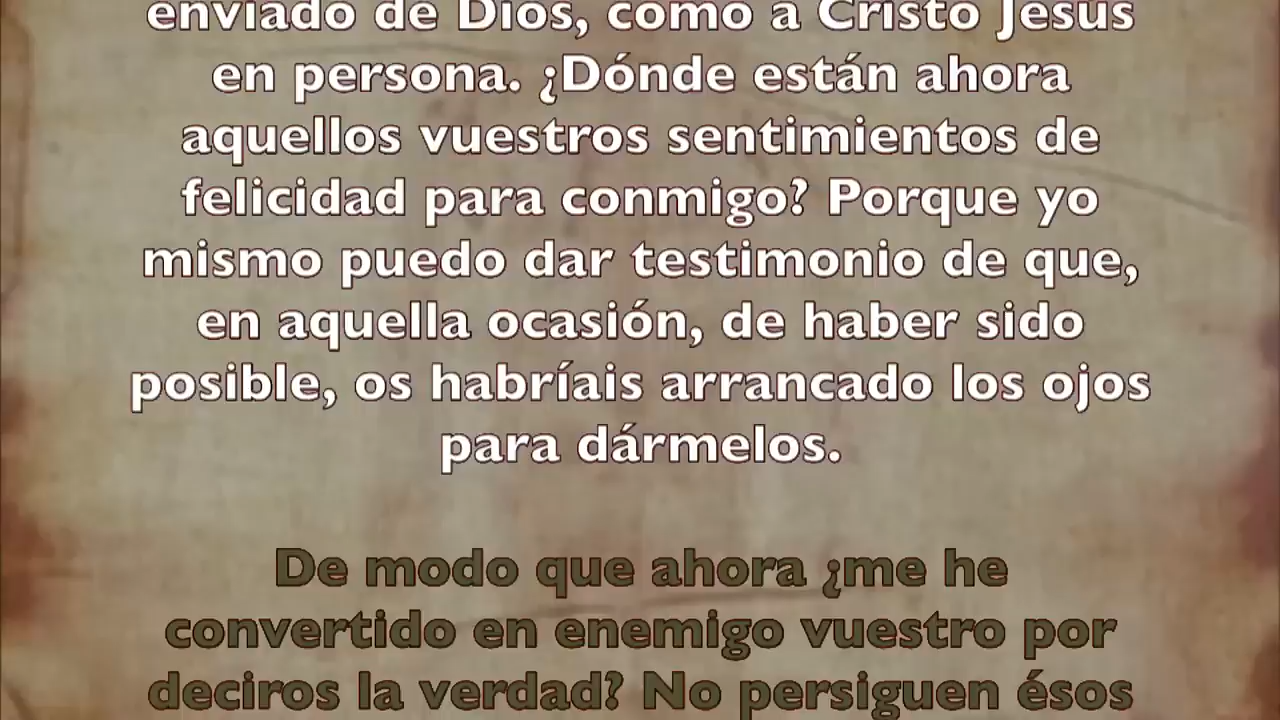 enviado de Dios, como a Cristo Jesús
en persona. ¿Dónde están ahora
aquellos vuestros sentimientos de
felicidad para conmigo? Porque yo
mismo puedo dar testimonio de que,
en aquella ocasión, de haber sido
posible, os habríais arrancado los ojos
para dármelos.
De modo que ahora ¿me he
convertido en enemigo vuestro por
deciros la verdad? No persiguen ésos